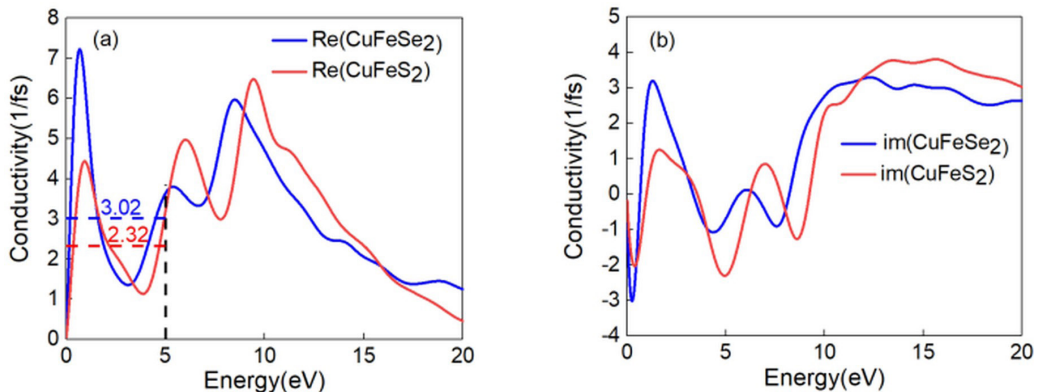 (a)
Re(CuFeSe2)
Re(CuFeS2)
3.02
2.32
Conductivity(1/fs)
8
7
6
5
4
3
2
1
0
0 5 10 15 20
Energy(eV)
(b)
im(CuFeSe2)
im(CuFeS2)
Conductivity(1/fs)
5
4
3
2
1
0
-1
-2
-3
-4
0 5 10 15 20
Energy(eV)